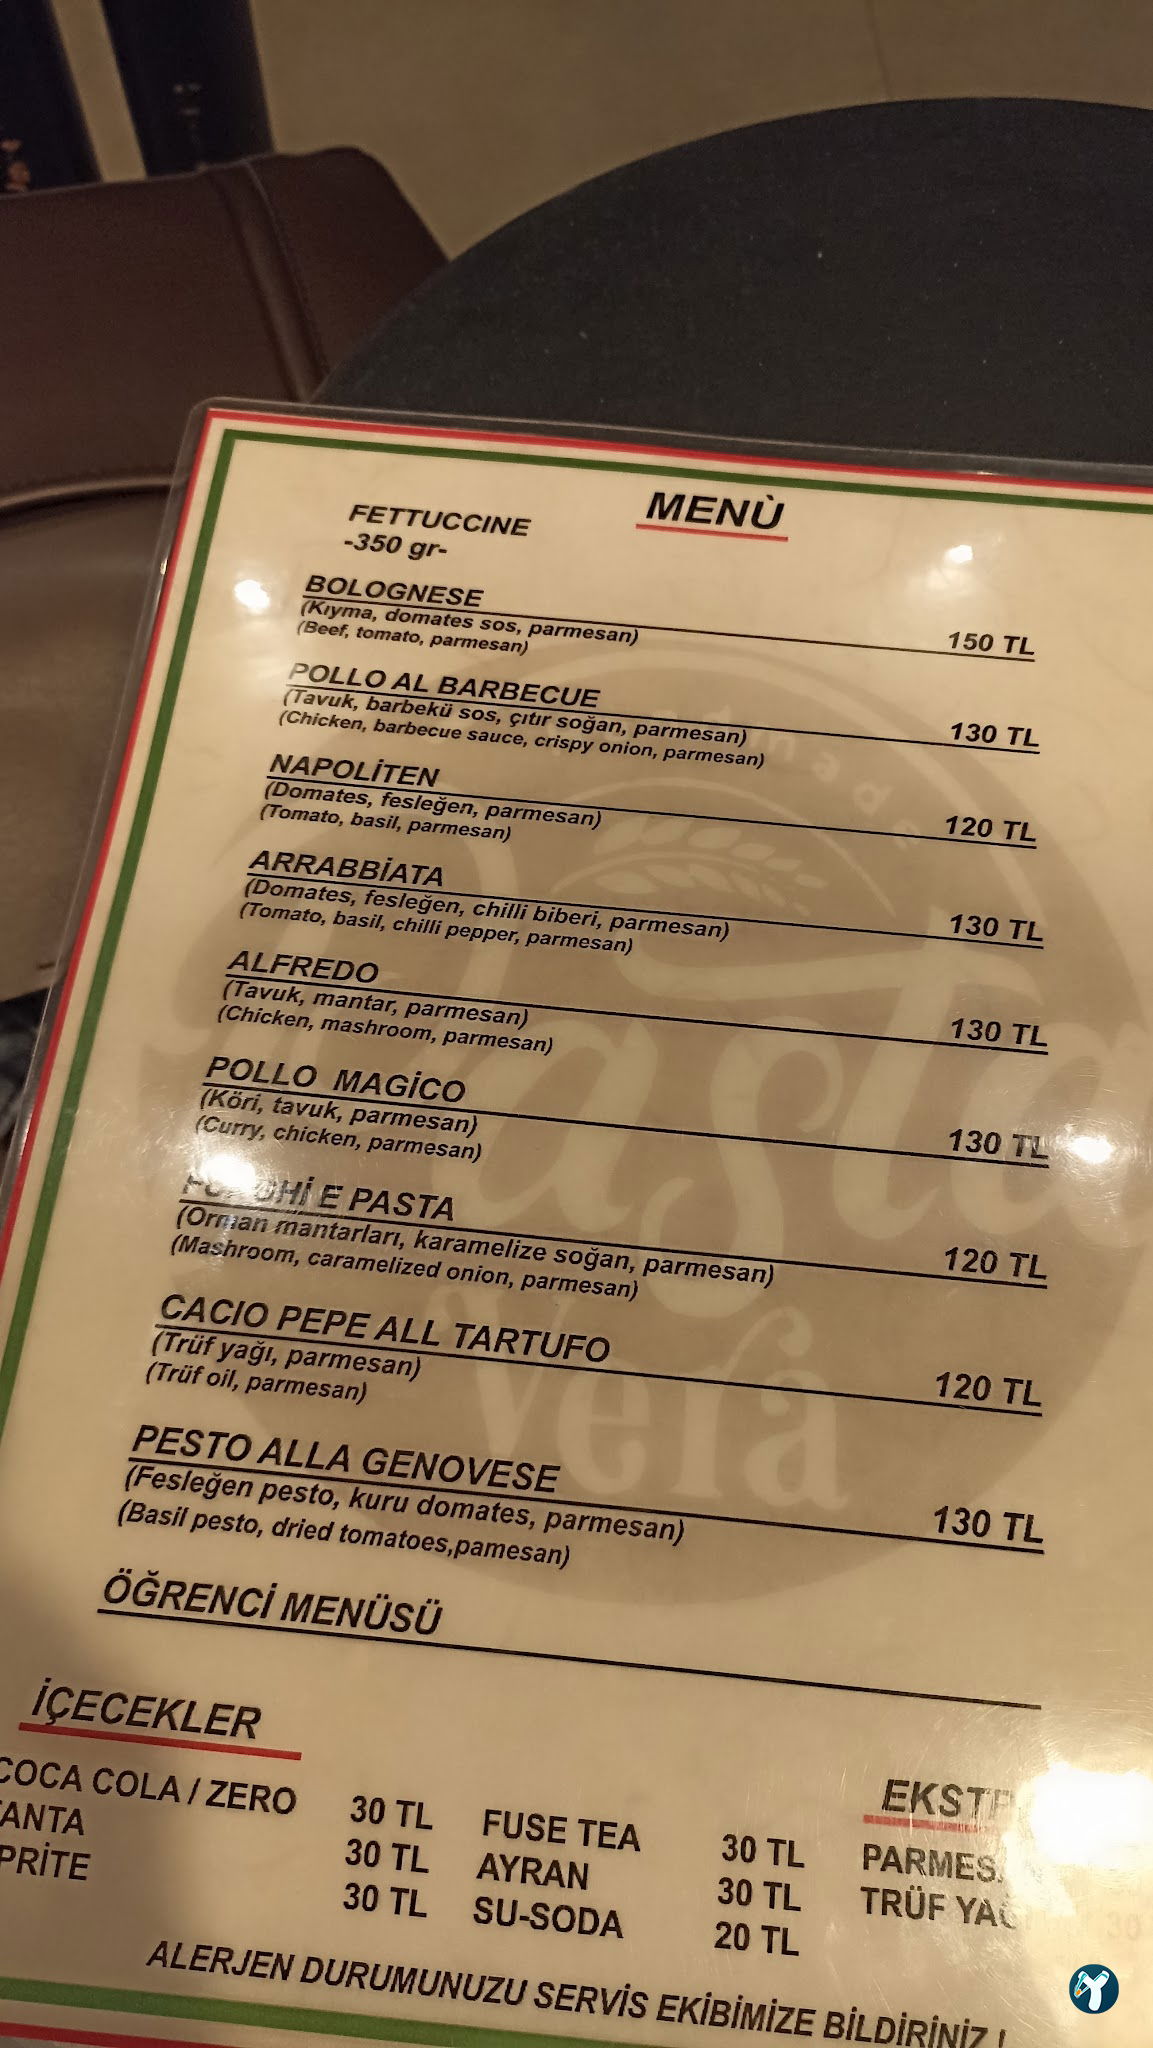 MENÙ
FETTUCCINE
-350 gr-
BOLOGNESE
(Kıyma, domates sos, parmesan)
(Beef, tomato, parmesan)
150 TL
POLLO AL BARBECUE
(Tavuk, barbekü sos, çıtır soğan, parmesan)
(Chicken, barbecue sauce, crispy onion, parmesan)
130 TL
NAPOLİTEN
(Domates, fesleğen, parmesan)
(Tomato, basil, parmesan)
120 TL
ARRABBİATA
(Domates, fesleğen, chilli biberi, parmesan)
(Tomato, basil, chilli pepper, parmesan)
130 TL
ALFREDO
(Tavuk, mantar, parmesan)
(Chicken, mashroom, parmesan)
130 TL
POLLO MAGİCO
(Köri, tavuk, parmesan)
(Curry, chicken, parmesan)
130 TL
E PASTA
(Orman mantarları, karamelize soğan, parmesan)
(Mashroom, caramelized onion, parmesan)
120 TL
CACIO PEPE ALL TARTUFO
(Trüf yağı, parmesan)
(Trüf oil, parmesan)
120 TL
PESTO ALLA GENOVESE
(Fesleğen pesto, kuru domates, parmesan)
(Basil pesto, dried tomatoes,pamesan)
130 TL
Pasta
Vera
ÖĞRENCİ MENÜSÜ
İÇECEKLER
COCA COLA / ZERO 30 TL
FANTA 30 TL
SPRİTE 30 TL
FUSE TEA 30 TL
AYRAN 30 TL
SU-SODA 20 TL
TRÜF
ALERJEN DURUMUNUZU SERVİS EKİBİMİZE BİLDİRİNİZ !